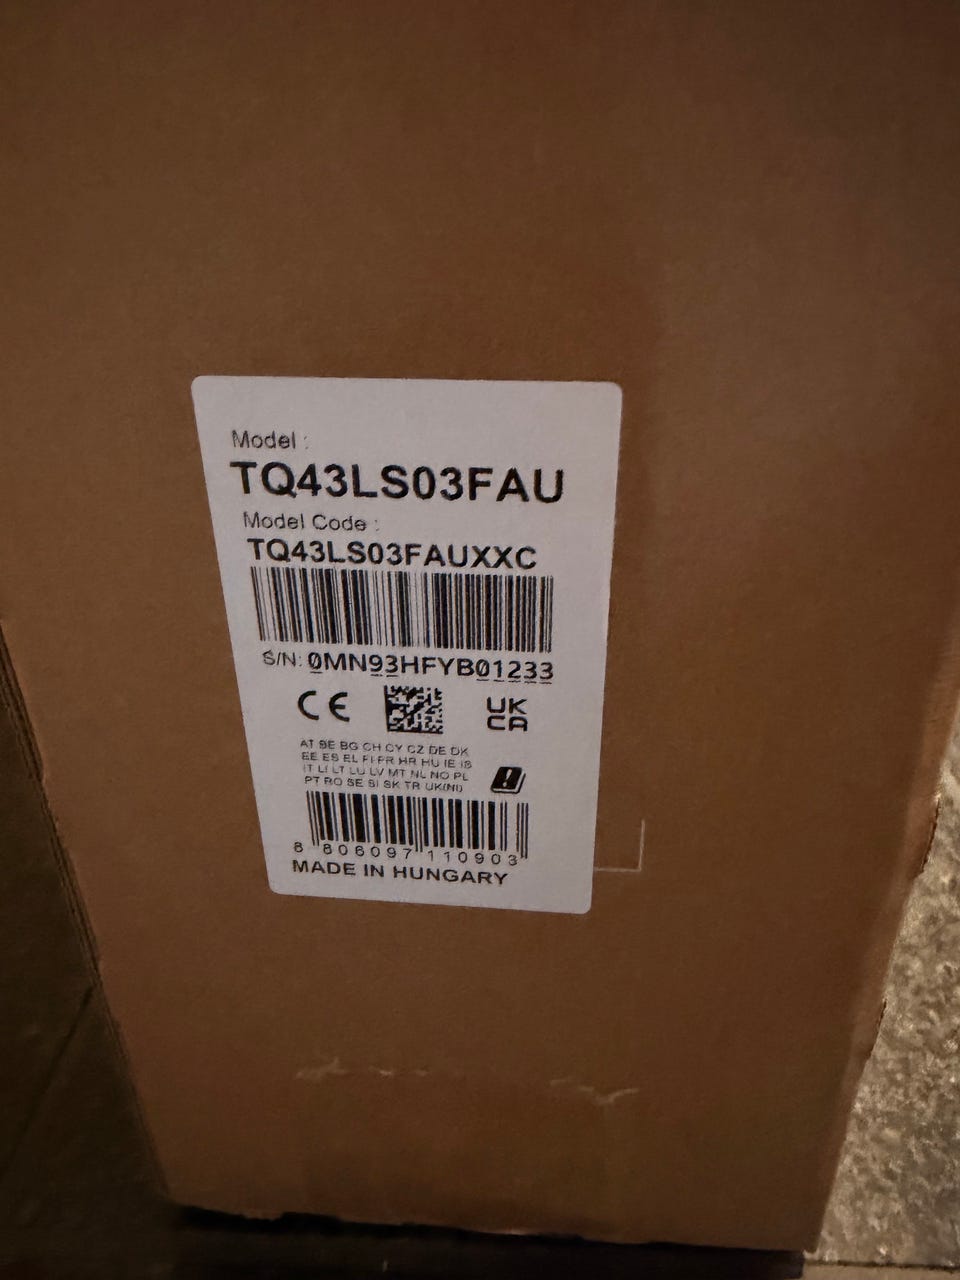 Model :
TQ43LS03FAU
Model Code :
TQ43LS03FAUXXC
S/N: 0MN93HFYB01233
CE
UK
CA
AT BE BG CH CY CZ DE DK
EE ES EL FI FR HR HU IE IS
IT LI LT LU LV MT NL NO PL
PT RO SE SI SK TR UK(NI)
8 806097 110903
MADE IN HUNGARY